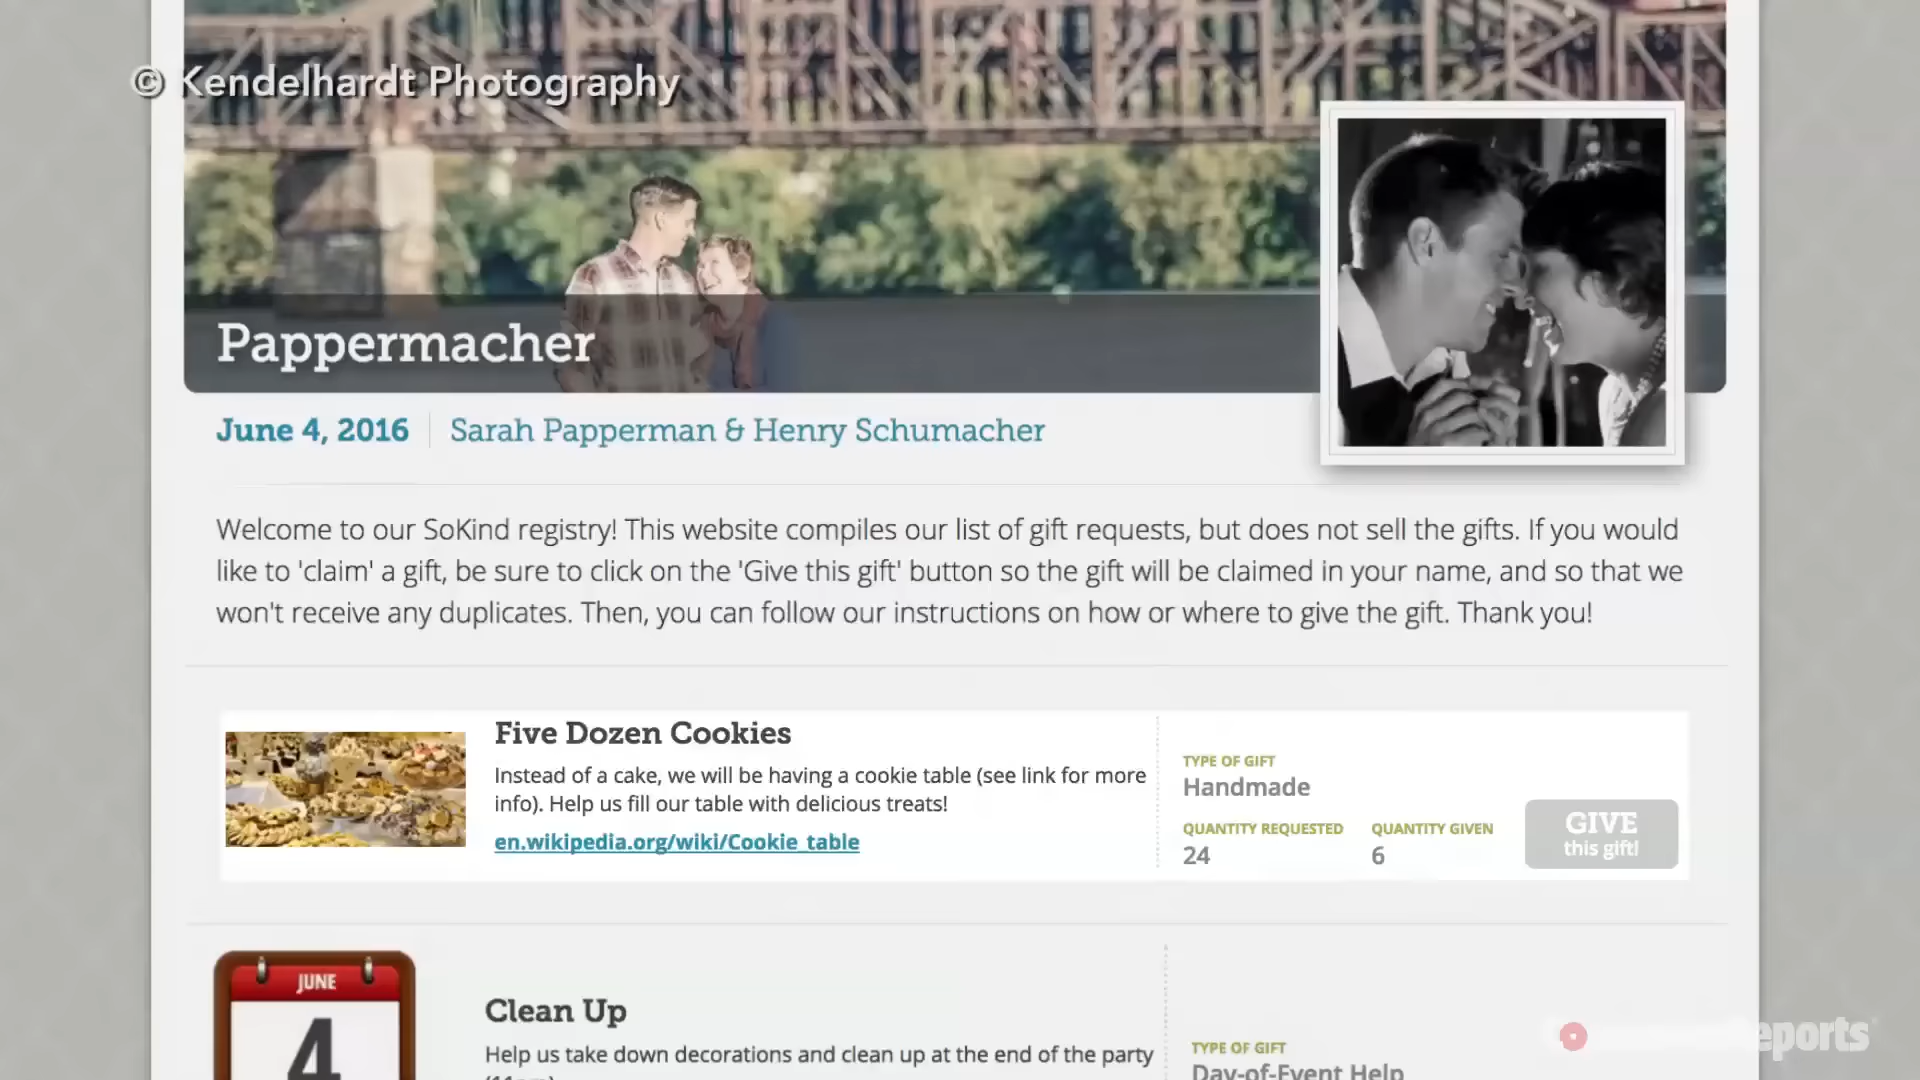 © Kendelhardt Photography
Pappermacher
June 4, 2016
Sarah Papperman & Henry Schumacher
Welcome to our SoKind registry! This website compiles our list of gift requests, but does not sell the gifts. If you would
like to 'claim' a gift, be sure to click on the 'Give this gift' button so the gift will be claimed in your name, and so that we
won't receive any duplicates. Then, you can follow our instructions on how or where to give the gift. Thank you!
Five Dozen Cookies
Instead of a cake, we will be having a cookie table (see link for more
info). Help us fill our table with delicious treats!
en.wikipedia.org/wiki/Cookie_table
TYPE OF GIFT
Handmade
QUANTITY REQUESTED
24
QUANTITY GIVEN
6
GIVE
this gift!
JUNE
4
Clean Up
Help us take down decorations and clean up at the end of the party
TYPE OF GIFT
Day-of-Event Help